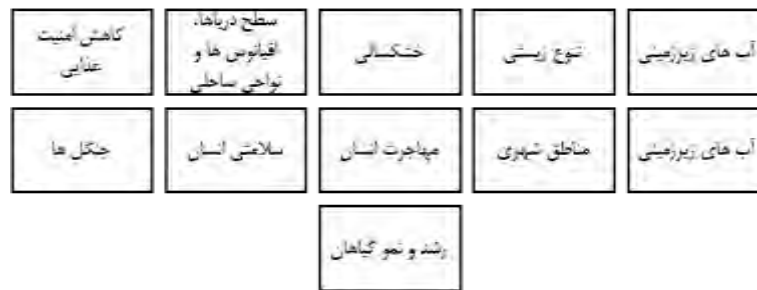 آب های زیرزمینی
تنوع زیستی
خشکسالی
سطح دریاها،
اقیانوس ها و
نواحی ساحلی
کاهش امنیت
غذایی
آب های زیرزمینی
مناطق شهری
مهاجرت انسان
سلامتی انسان
جنگل ها
رشد و نمو گیاهان